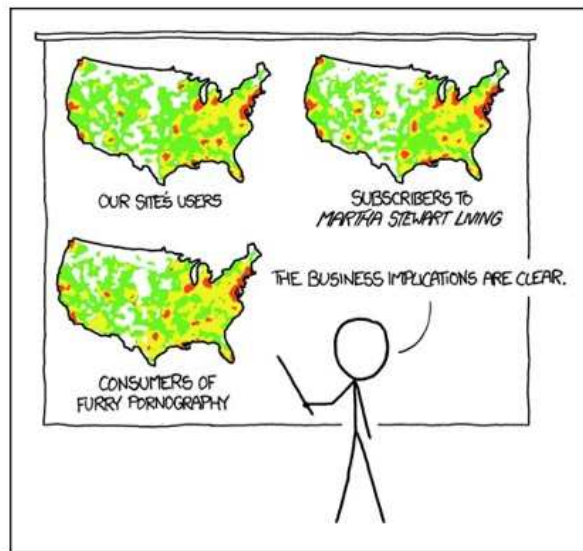 OUR SITE'S USERS
SUBSCRIBERS TO
MARTHA STEWART LIVING
CONSUMERS OF
FURRY PORNOGRAPHY
THE BUSINESS IMPLICATIONS ARE CLEAR.